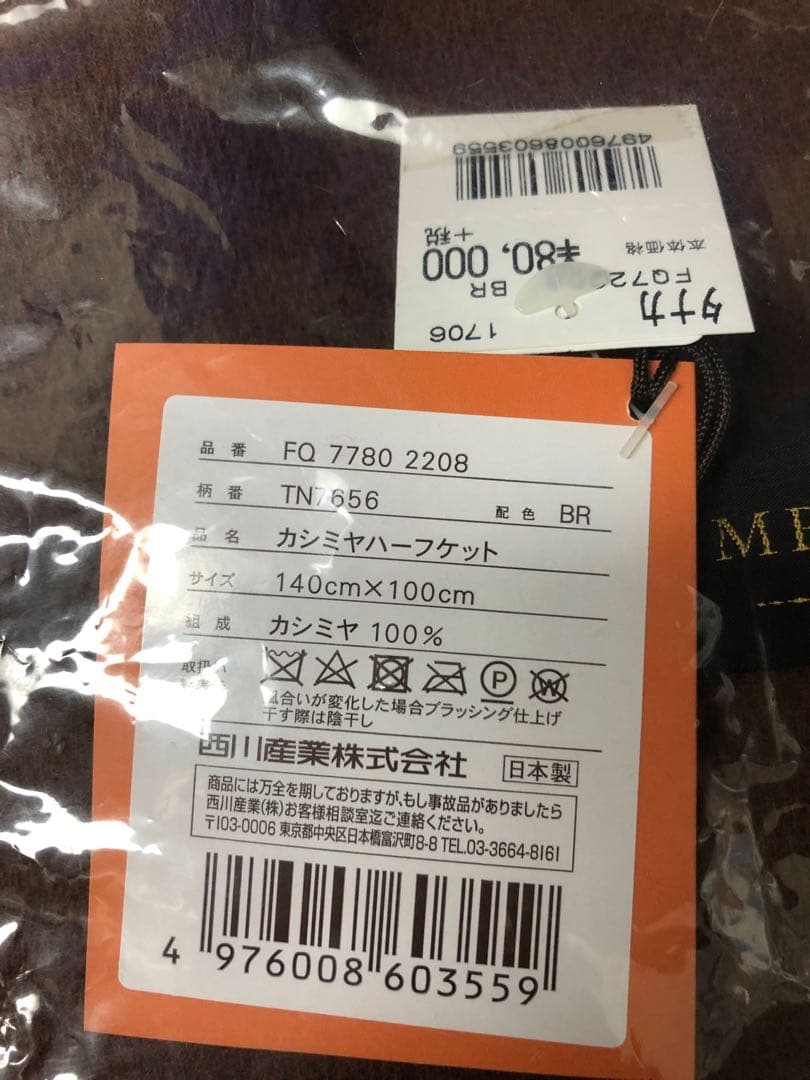 4976008603559
本体価格
¥80,000
+税
BR
タナカ
1706
品番 FQ 7780 2208
柄番 TN7656 配色 BR
品名 カシミヤハーフケット
サイズ 140cm×100cm
組成 カシミヤ 100%
取扱い
P W
風合いが変化した場合ブラッシング仕上げ
干す際は陰干し
西川産業株式会社 日本製
商品には万全を期しておりますが、もし事故品がありましたら
西川産業(株)お客様相談室迄ご連絡ください。
〒103-0006 東京都中央区日本橋富沢町8-8 TEL.03-3664-8161
4 976008 603559